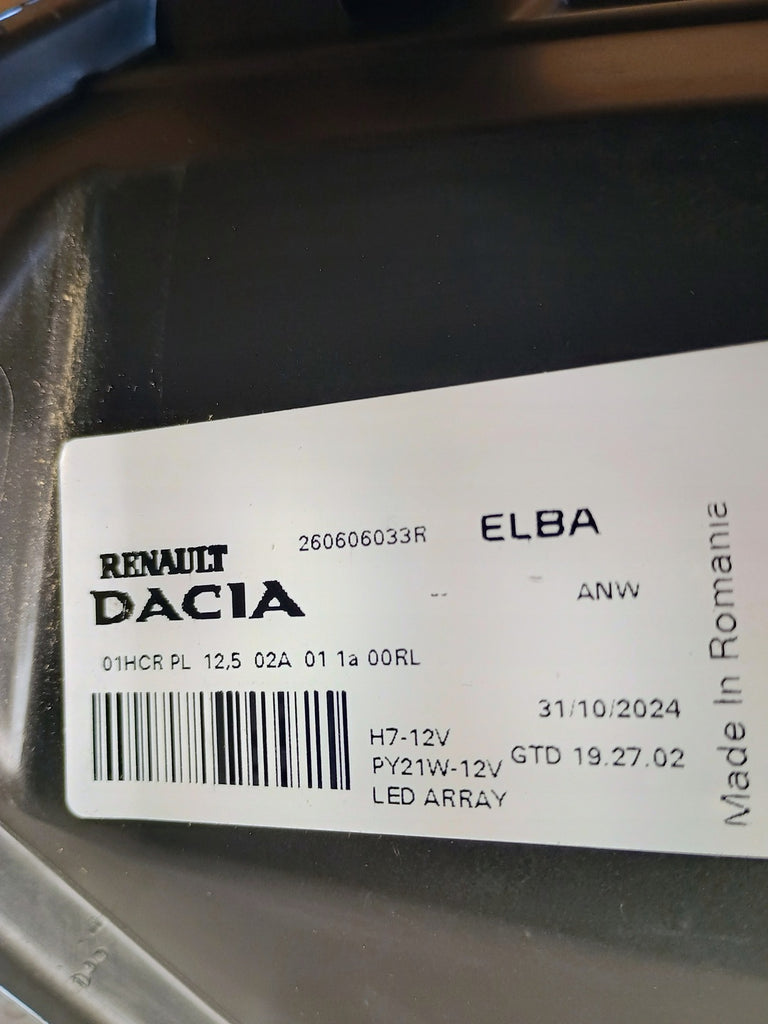 RENAULT
260606033R
ELBA
DACIA
ANW
01HCR PL 12,5 02A 01 1a 00RL
31/10/2024
H7-12V
PY21W-12V
GTD 19.27.02
LED ARRAY
Made In Romania